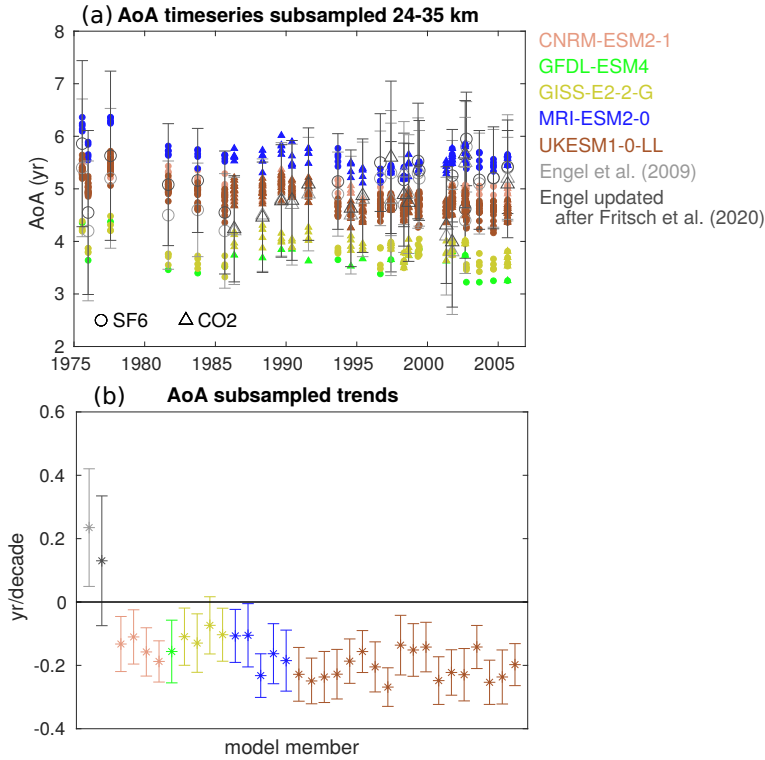 (a) AoA timeseries subsampled 24-35 km
8
7
6
5
4
3
2
AoA (yr)
SF6
CO2
1975
1980
1985
1990
1995
2000
2005
CNRM-ESM2-1
GFDL-ESM4
GISS-E2-2-G
MRI-ESM2-0
UKESM1-0-LL
Engel et al. (2009)
Engel updated
after Fritsch et al. (2020)
(b) AoA subsampled trends
0.6
0.4
0.2
0
-0.2
-0.4
yr/decade
model member